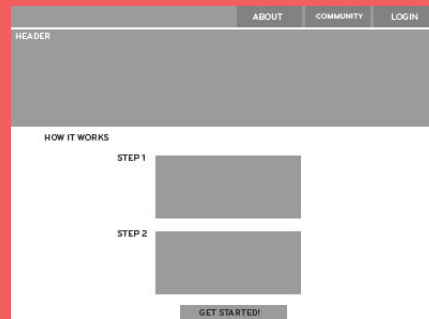 ABOUT COMMUNITY LOGIN
HEADER
HOW IT WORKS
STEP 1
STEP 2
GET STARTED!